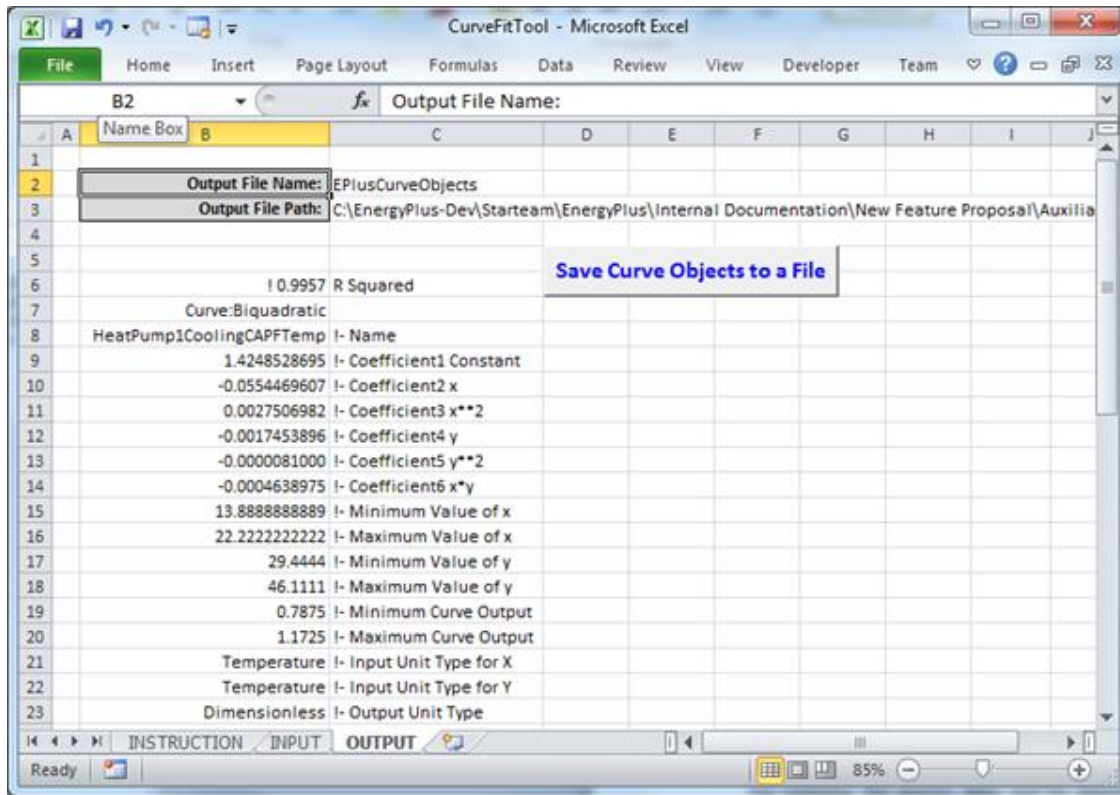 CurveFitTool - Microsoft Excel
File Home Insert Page Layout Formulas Data Review View Developer Team
B2 fx Output File Name:
Name Box
A B C D E F G H I J
1
2 Output File Name: EPlusCurveObjects
3 Output File Path: C:\EnergyPlus-Dev\Starteam\EnergyPlus\Internal Documentation\New Feature Proposal\Auxilia
4
5
Save Curve Objects to a File
6 ! 0.9957 R Squared
7 Curve:Biquadratic
8 HeatPump1CoolingCAPFTemp !- Name
9 1.4248528695 !- Coefficient1 Constant
10 -0.0554469607 !- Coefficient2 x
11 0.0027506982 !- Coefficient3 x**2
12 -0.0017453896 !- Coefficient4 y
13 -0.0000081000 !- Coefficient5 y**2
14 -0.0004638975 !- Coefficient6 x*y
15 13.8888888889 !- Minimum Value of x
16 22.2222222222 !- Maximum Value of x
17 29.4444 !- Minimum Value of y
18 46.1111 !- Maximum Value of y
19 0.7875 !- Minimum Curve Output
20 1.1725 !- Maximum Curve Output
21 Temperature !- Input Unit Type for X
22 Temperature !- Input Unit Type for Y
23 Dimensionless !- Output Unit Type
INSTRUCTION INPUT OUTPUT
Ready 85%